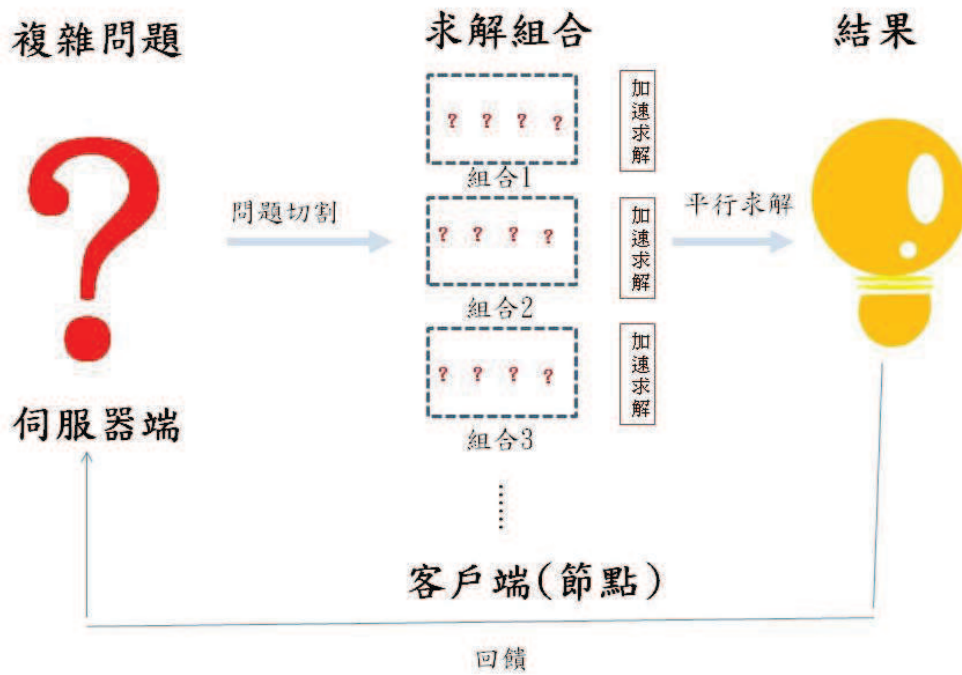 複雜問題
求解組合
結果
? ? ? ?
加速求解
組合1
問題切割
平行求解
? ? ? ?
加速求解
組合2
? ? ? ?
加速求解
組合3
伺服器端
......
客戶端(節點)
回饋